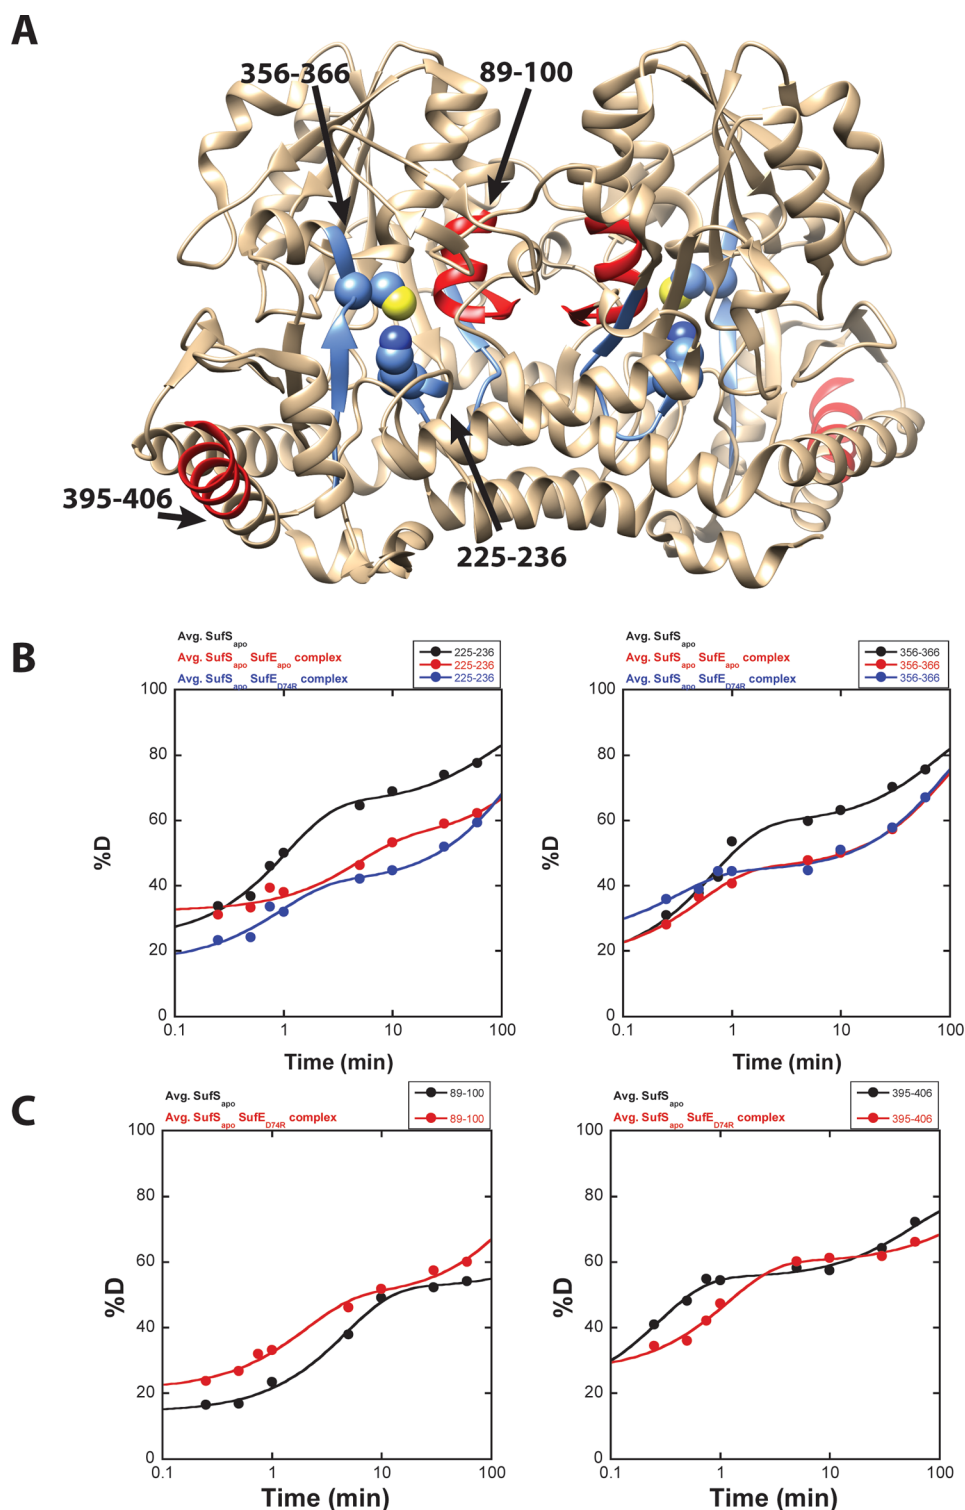 A
356-366
89-100
395-406
225-236
B
Avg. SufSapo
Avg. SufSapo SufEapo complex
Avg. SufSapo SufED74R complex
225-236
225-236
225-236
100
80
60
40
20
0
%D
0.1 1 10 100
Time (min)
Avg. SufSapo
Avg. SufSapo SufEapo complex
Avg. SufSapo SufED74R complex
356-366
356-366
356-366
100
80
60
40
20
0
%D
0.1 1 10 100
Time (min)
C
Avg. SufSapo
Avg. SufSapo SufED74R complex
89-100
89-100
100
80
60
40
20
0
%D
0.1 1 10 100
Time (min)
Avg. SufSapo
Avg. SufSapo SufED74R complex
395-406
395-406
100
80
60
40
20
0
%D
0.1 1 10 100
Time (min)